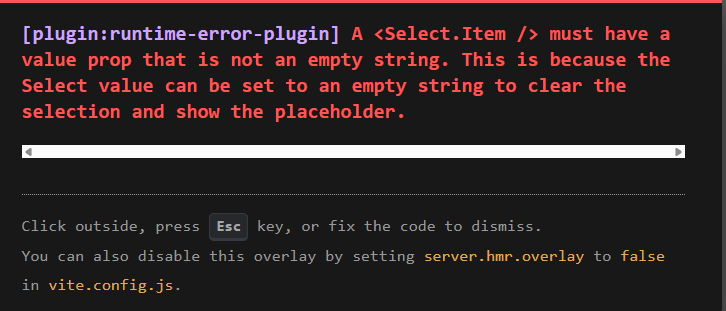 [plugin:runtime-error-plugin] A <Select.Item /> must have a
value prop that is not an empty string. This is because the
Select value can be set to an empty string to clear the
selection and show the placeholder.
Click outside, press Esc key, or fix the code to dismiss.
You can also disable this overlay by setting server.hmr.overlay to false
in vite.config.js.